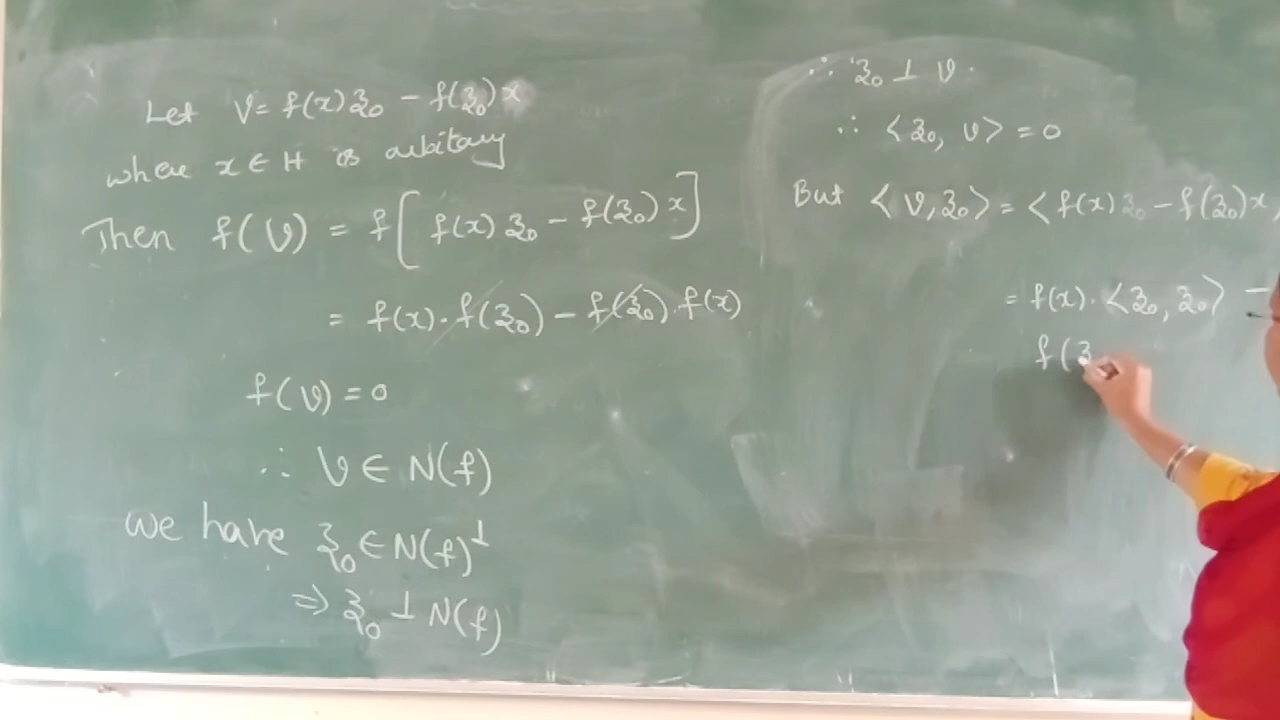 Let V = f(x)z₀ - f(z₀)x
where x ∈ H is arbitary
Then f(V) = f[f(x)z₀ - f(z₀)x]
= f(x)·f(z₀) - f(z₀)·f(x)
f(V) = 0
∴ V ∈ N(f)
we have z₀ ∈ N(f)^⊥
⇒ z₀ ⊥ N(f)
∴ z₀ ⊥ V.
∴ <z₀, V> = 0
But <V, z₀> = <f(x)z₀ - f(z₀)x,
= f(x)·<z₀, z₀> -
f(z